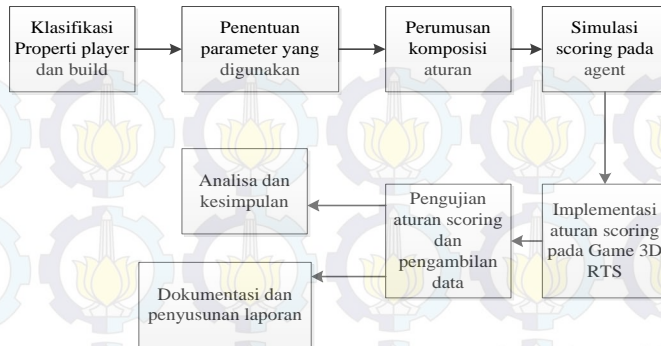 Klasifikasi
Properti player
dan build
Penentuan
parameter yang
digunakan
Perumusan
komposisi
aturan
Simulasi
scoring pada
agent
Implementasi
aturan scoring
pada Game 3D
RTS
Pengujian
aturan scoring
dan
pengambilan
data
Analisa dan
kesimpulan
Dokumentasi dan
penyusunan laporan